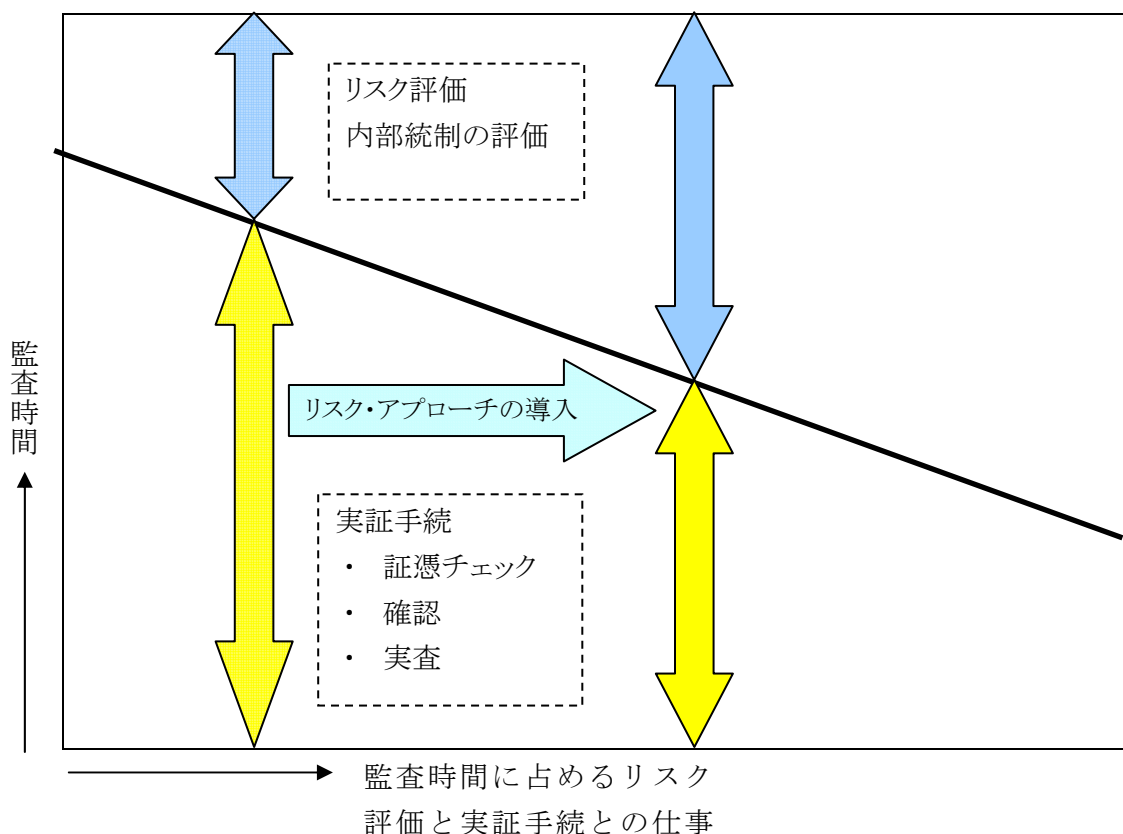 リスク評価
内部統制の評価
監査時間
リスク・アプローチの導入
実証手続
・ 証憑チェック
・ 確認
・ 実査
監査時間に占めるリスク
評価と実証手続との仕事